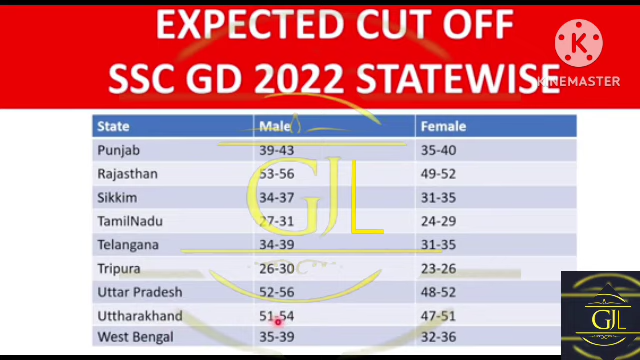 EXPECTED CUT OFF
SSC GD 2022 STATEWISE
KINEMASTER
State Male Female
Punjab 39-43 35-40
Rajasthan 53-56 49-52
Sikkim 34-37 31-35
TamilNadu 27-31 24-29
Telangana 34-39 31-35
Tripura 26-30 23-26
Uttar Pradesh 52-56 48-52
Uttharakhand 51-54 47-51
West Bengal 35-39 32-36
GJL
GJL